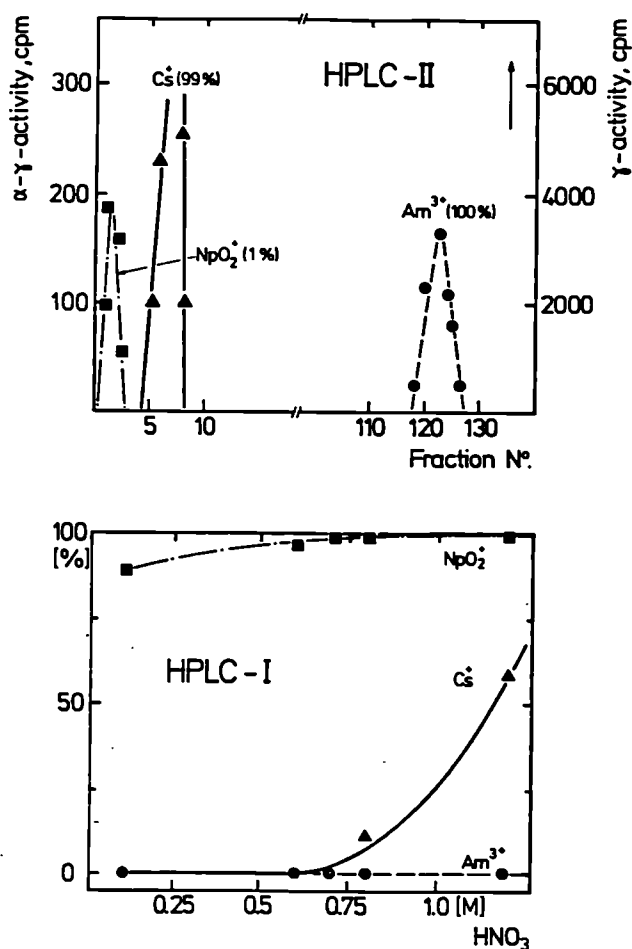 α-γ-activity, cpm
300
200
100
Cs⁺ (99%)
NpO₂⁺ (1%)
HPLC-II
Am³⁺ (100%)
γ-activity, cpm
6000
4000
2000
5 10 110 120 130
Fraction Nº.
100
[%]
50
0
NpO₂⁺
HPLC-I
Cs⁺
Am³⁺
0.25 0.50 0.75 1.0 [M]
HNO₃